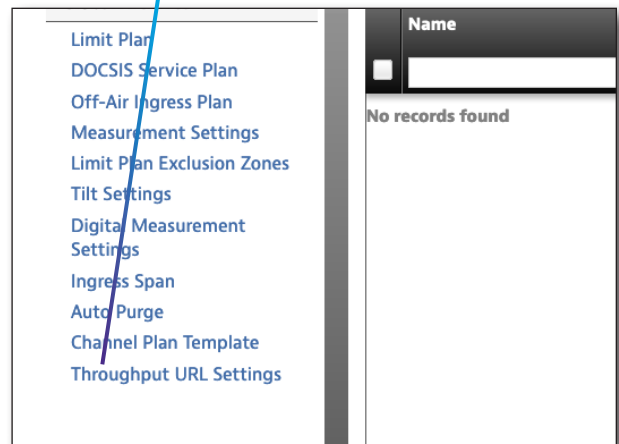 Limit Plan
DOCSIS Service Plan
Off-Air Ingress Plan
Measurement Settings
Limit Plan Exclusion Zones
Tilt Settings
Digital Measurement
Settings
Ingress Span
Auto Purge
Channel Plan Template
Throughput URL Settings
Name
No records found